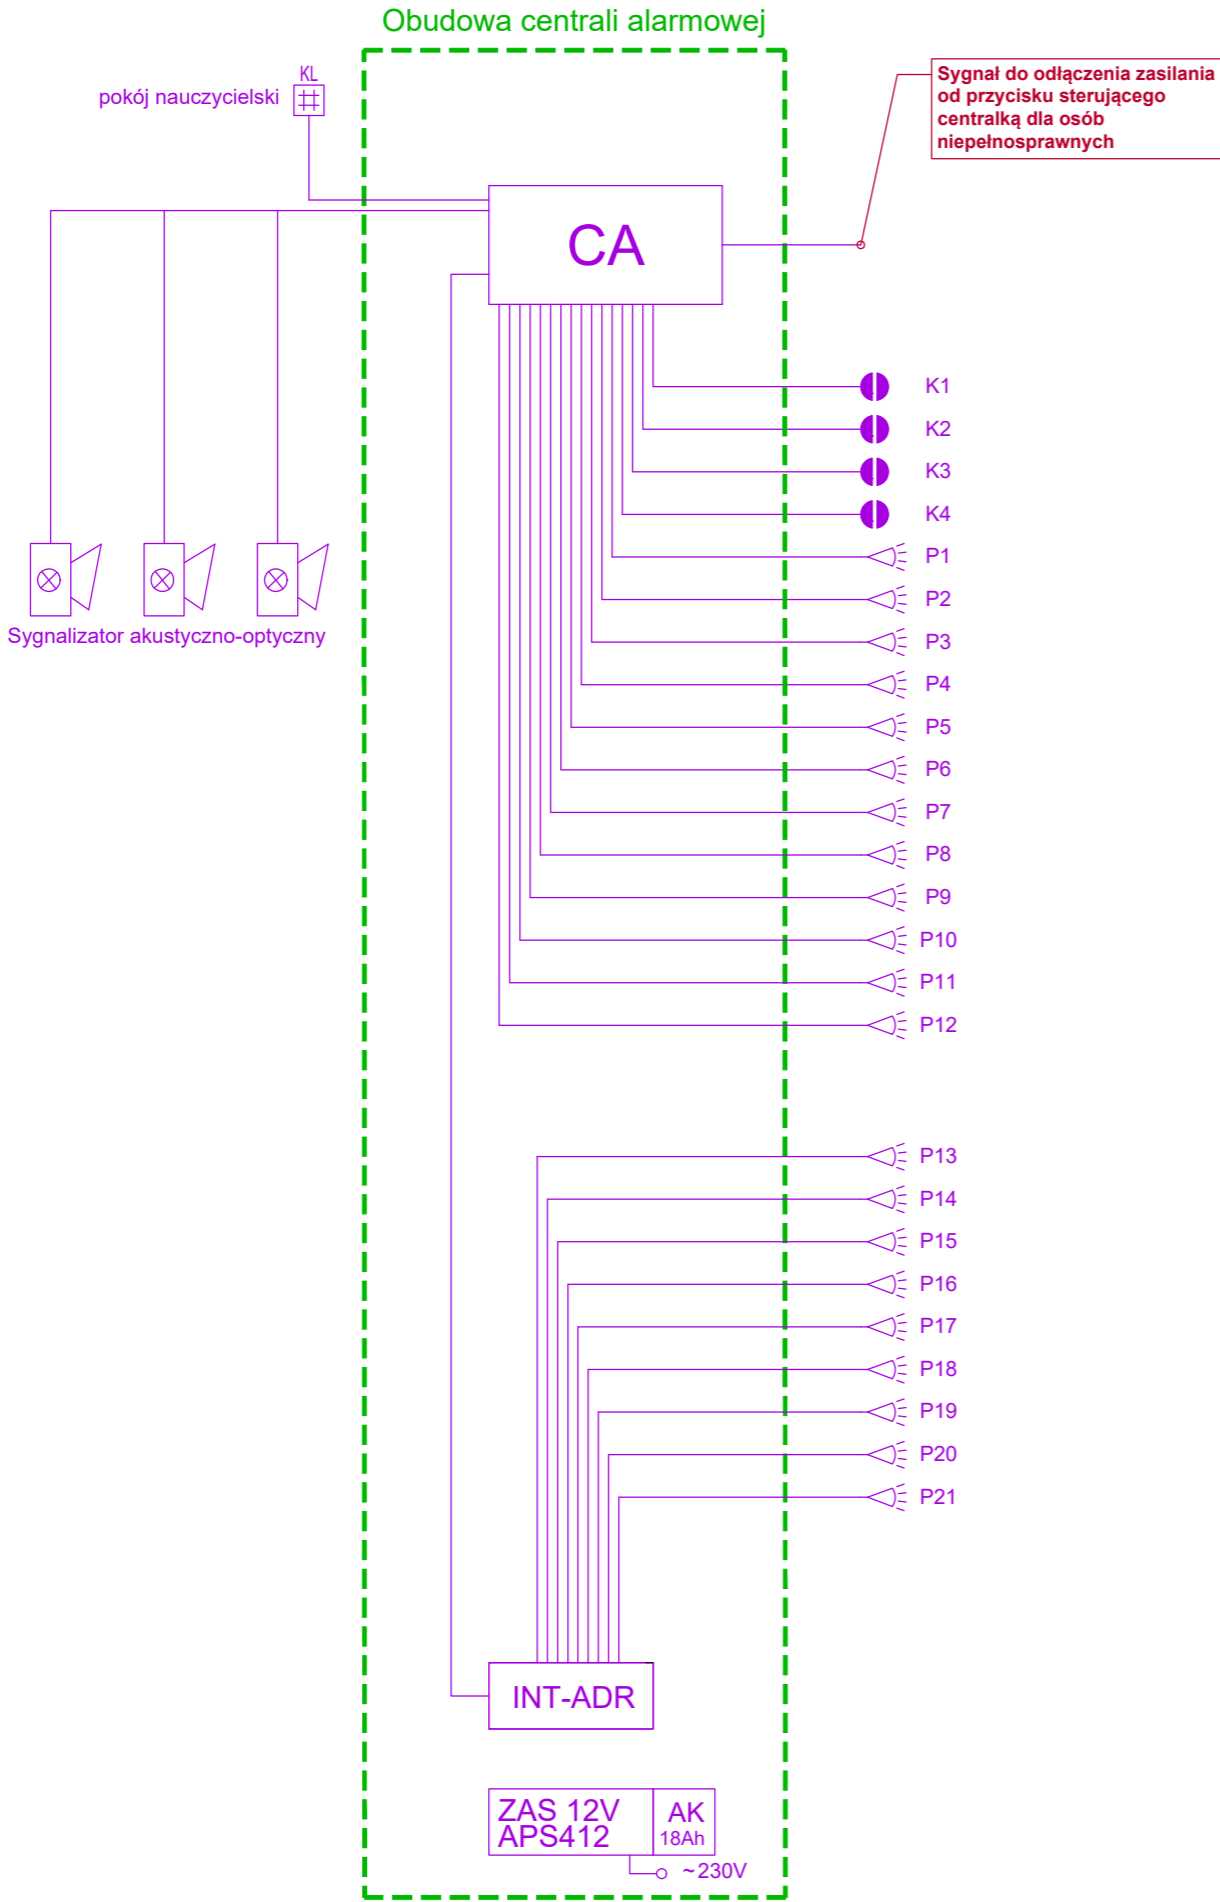 Obudowa centrali alarmowej
KL
pokój nauczycielski
Sygnał do odłączenia zasilania
od przycisku sterującego
centralką dla osób
niepełnosprawnych
CA
K1
K2
K3
K4
P1
P2
P3
P4
P5
P6
P7
P8
P9
P10
P11
P12
Sygnalizator akustyczno-optyczny
P13
P14
P15
P16
P17
P18
P19
P20
P21
INT-ADR
ZAS 12V
APS412
AK
18Ah
~230V